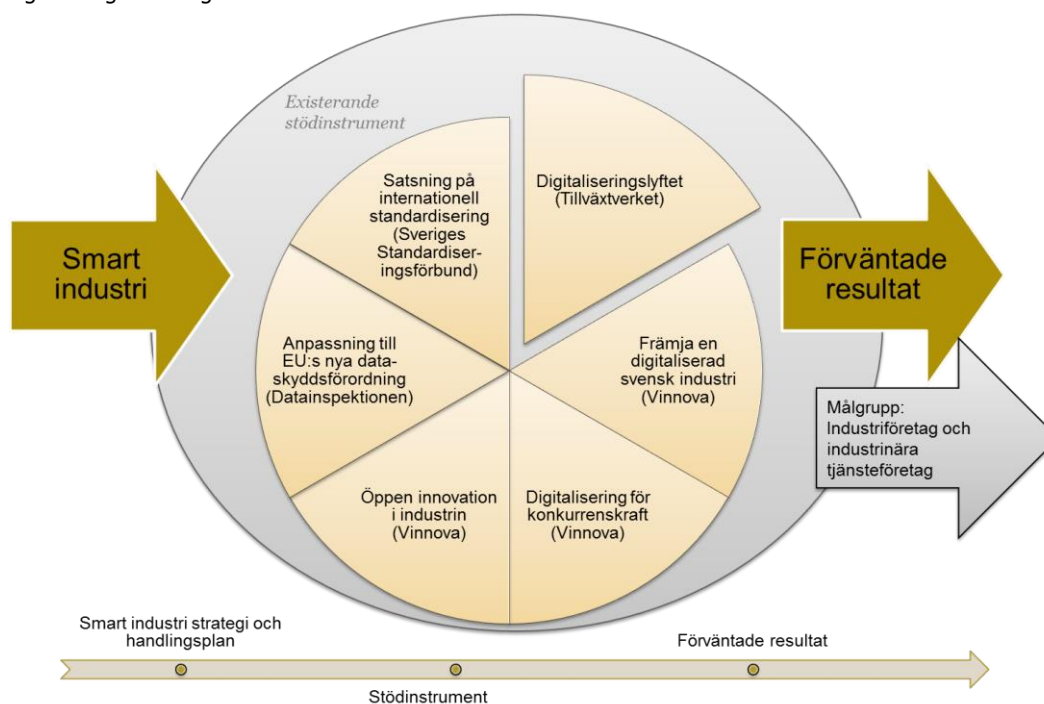 Existerande
stödinstrument
Satsning på
internationell
standardisering
(Sveriges
Standardiser-
ingsförbund)
Digitaliseringslyftet
(Tillväxtverket)
Smart
industri
Förväntade
resultat
Anpassning till
EU:s nya data-
skyddsförordning
(Datainspektionen)
Främja en
digitaliserad
svensk industri
(Vinnova)
Målgrupp:
Industriföretag och
industrinära
tjänsteföretag
Öppen innovation
i industrin
(Vinnova)
Digitalisering för
konkurrenskraft
(Vinnova)
Smart industri strategi och
handlingsplan
Förväntade resultat
Stödinstrument